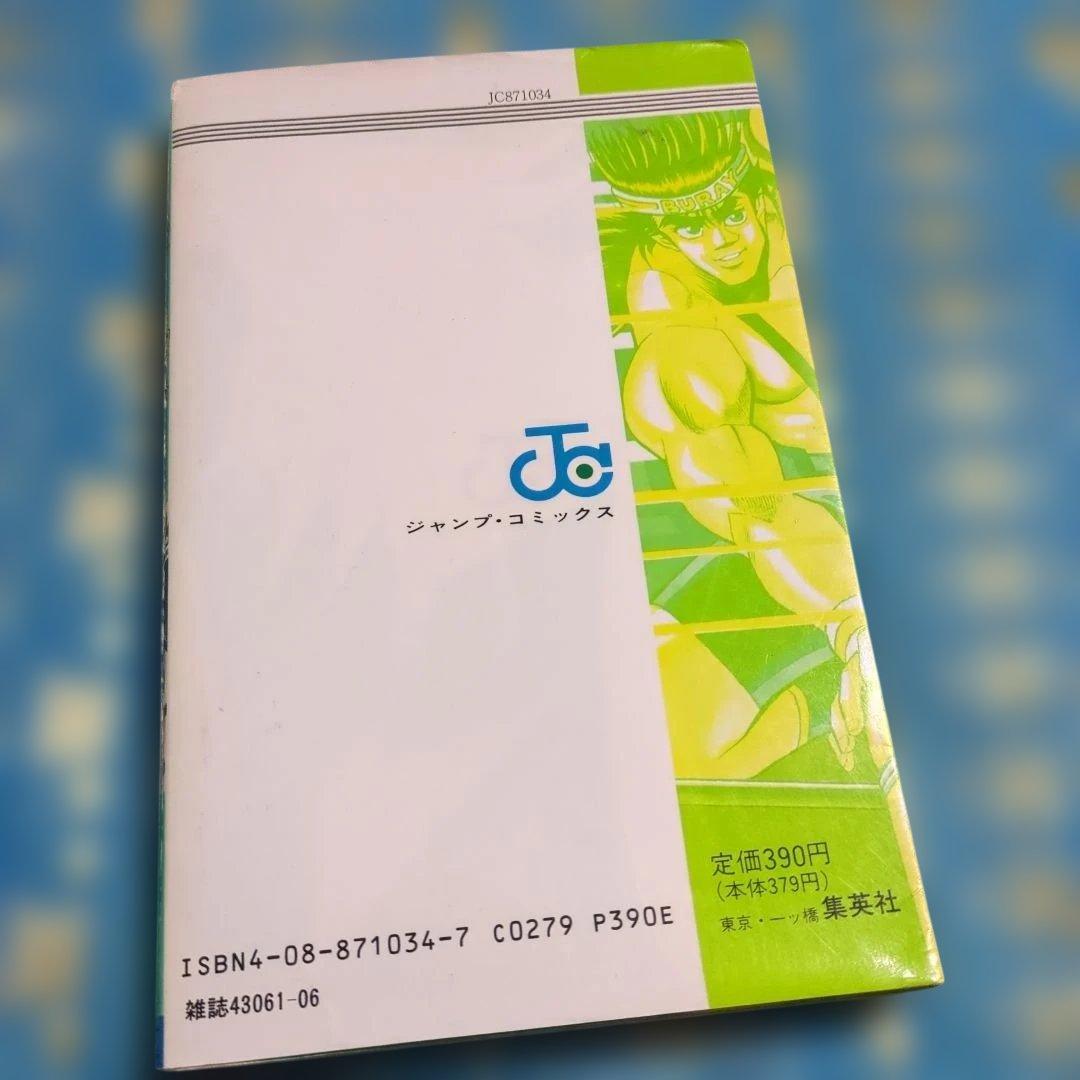 JC871034
BURAY
JC
ジャンプ・コミックス
定価390円
(本体379円)
東京・一ッ橋 集英社
ISBN4-08-871034-7 C0279 P390E
雑誌43061-06